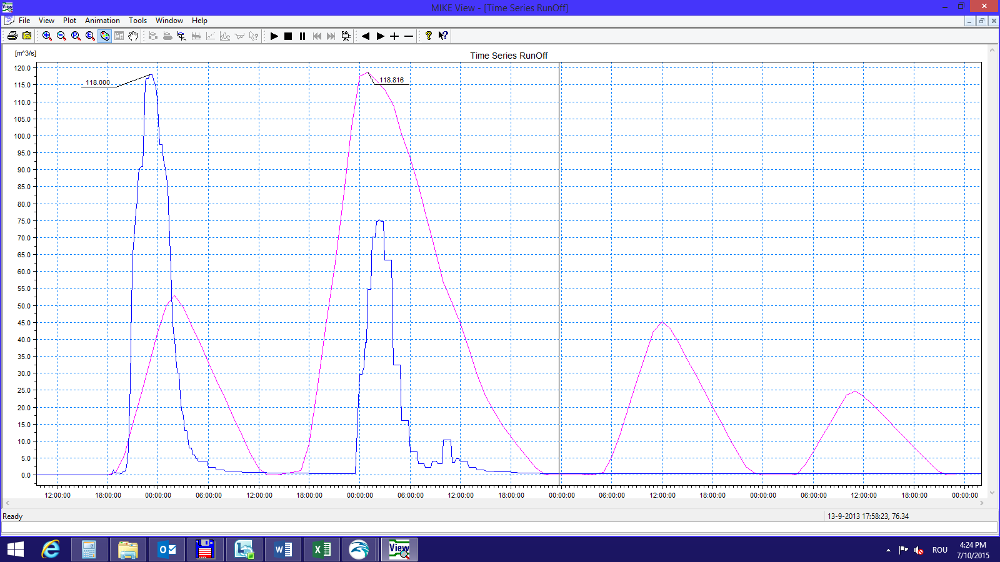 MIKE View - [Time Series RunOff]
File View Plot Animation Tools Window Help
[m^3/s]
Time Series RunOff
120.0
118.000
118.816
115.0
110.0
105.0
100.0
95.0
90.0
85.0
80.0
75.0
70.0
65.0
60.0
55.0
50.0
45.0
40.0
35.0
30.0
25.0
20.0
15.0
10.0
5.0
0.0
12:00:00 18:00:00 00:00:00 06:00:00 12:00:00 18:00:00 00:00:00 06:00:00 12:00:00 18:00:00 00:00:00 06:00:00 12:00:00 18:00:00 00:00:00 06:00:00 12:00:00 18:00:00 00:00:00
Ready
13-9-2013 17:58:23, 76.34
View
ROU
4:24 PM
7/10/2015